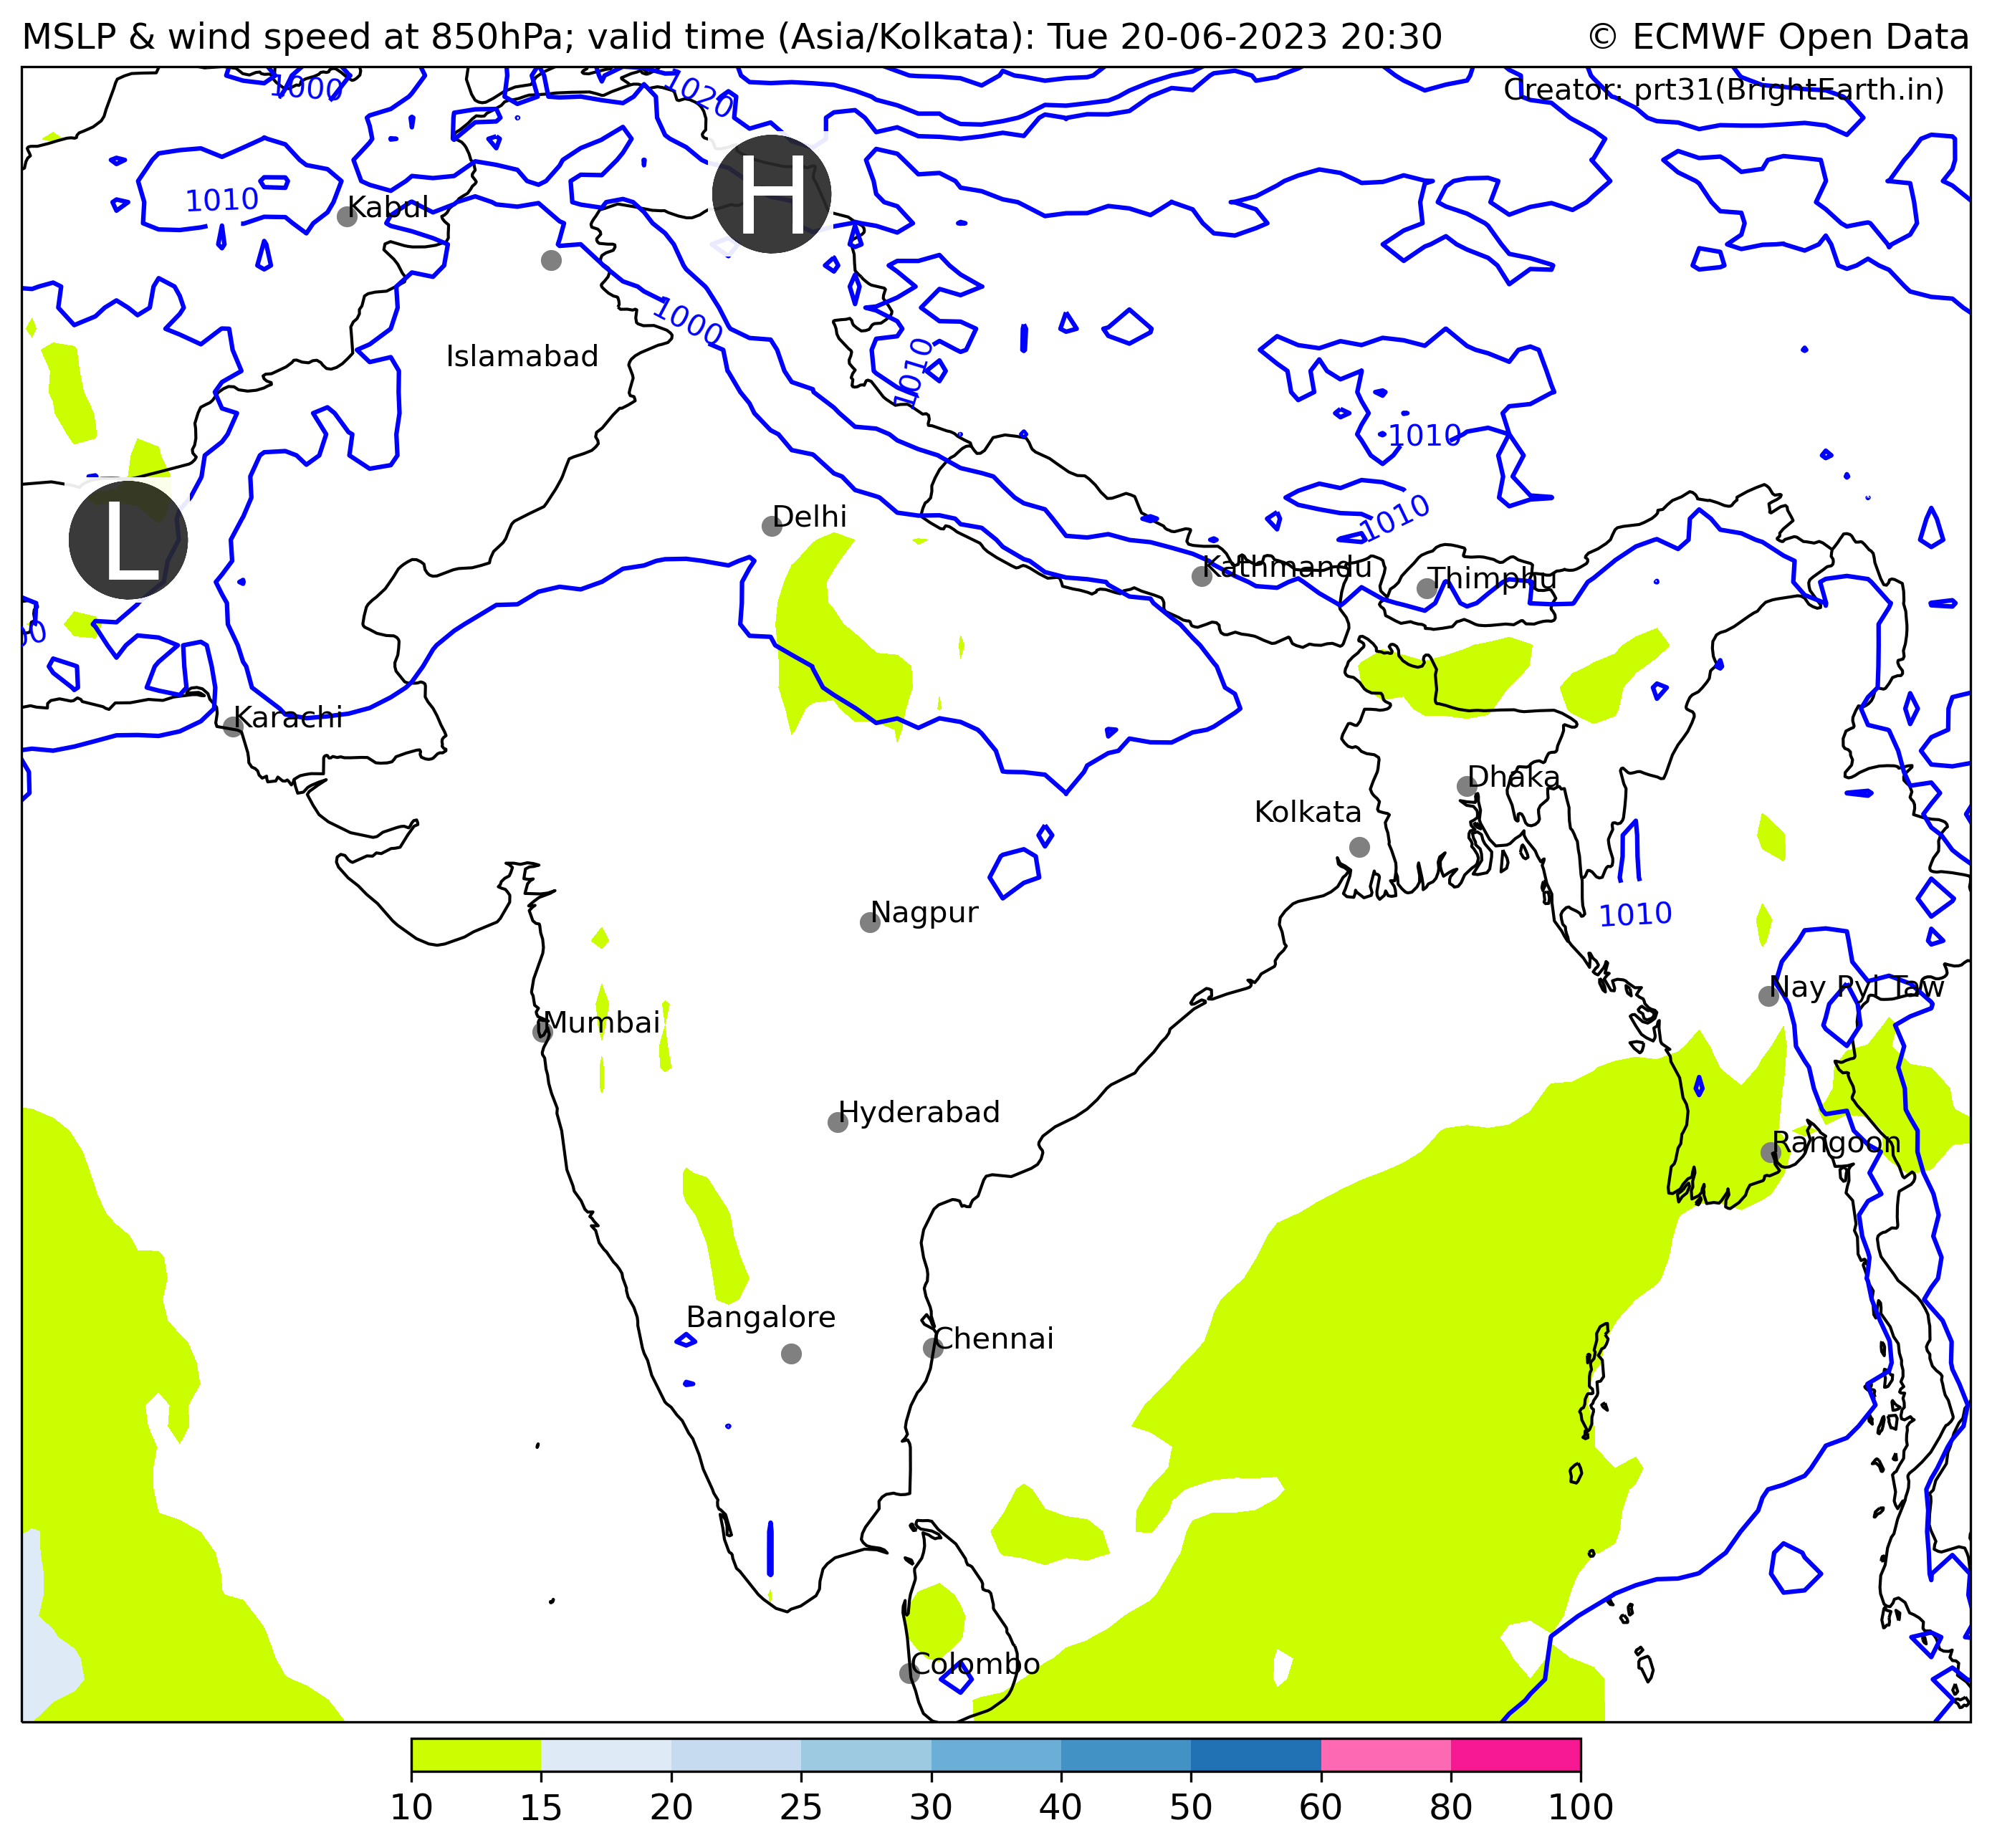 MSLP & wind speed at 850hPa; valid time (Asia/Kolkata): Tue 20-06-2023 20:30
© ECMWF Open Data
1000
1020
Creator: prt31(BrightEarth.in)
H
1010
Kabul
1000
Islamabad
1010
1010
L
Delhi
1010
Kathmandu
Thimphu
Karachi
Dhaka
Kolkata
Nagpur
1010
Nay Pyi Taw
Mumbai
Hyderabad
Rangoon
Bangalore
Chennai
Colombo
10 15 20 25 30 40 50 60 80 100